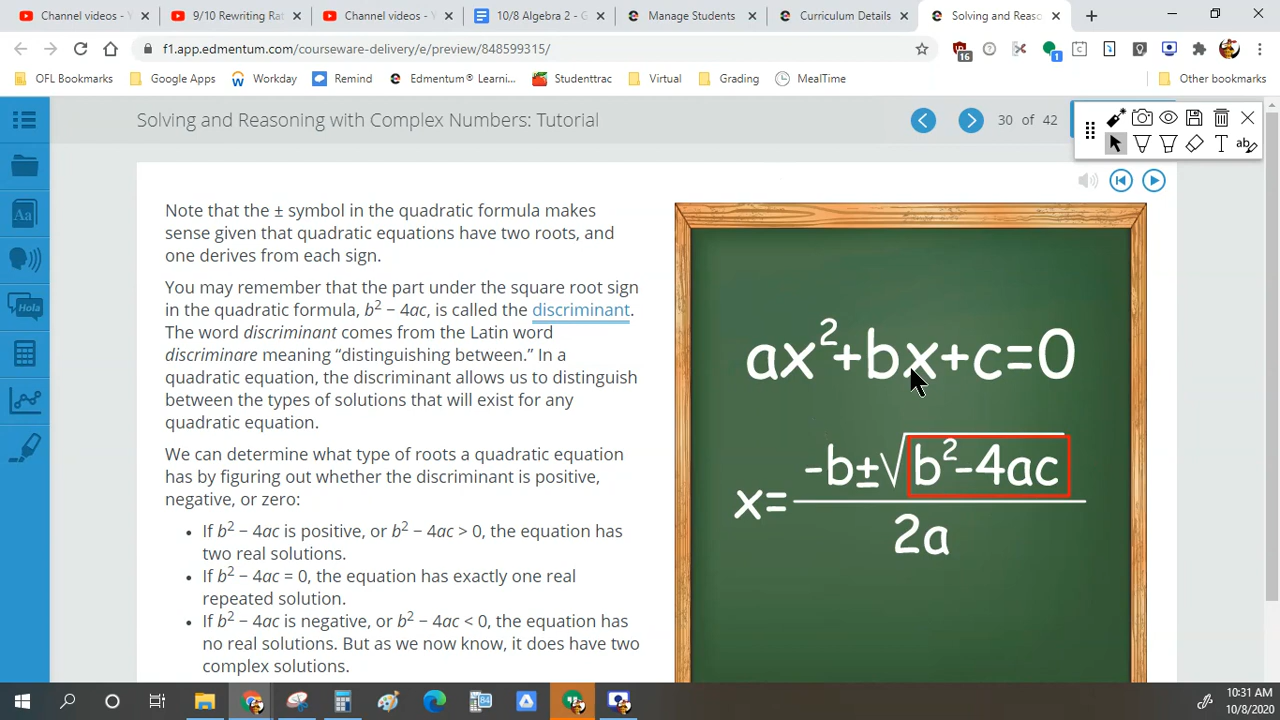 Channel videos - Y
9/10 Rewriting Rat
Channel videos - Y
10/8 Algebra 2 - G
Manage Students
Curriculum Details
Solving and Reaso
f1.app.edmentum.com/courseware-delivery/e/preview/848599315/
16
1
OFL Bookmarks
Google Apps
Workday
Remind
Edmentum® Learni...
Studenttrac
Virtual
Grading
MealTime
Other bookmarks
Solving and Reasoning with Complex Numbers: Tutorial
30 of 42
Aa
Hola
T
ab
Note that the ± symbol in the quadratic formula makes
sense given that quadratic equations have two roots, and
one derives from each sign.
You may remember that the part under the square root sign
in the quadratic formula, b² − 4ac, is called the discriminant.
The word discriminant comes from the Latin word
discriminare meaning “distinguishing between.” In a
quadratic equation, the discriminant allows us to distinguish
between the types of solutions that will exist for any
quadratic equation.
We can determine what type of roots a quadratic equation
has by figuring out whether the discriminant is positive,
negative, or zero:
• If b² − 4ac is positive, or b² − 4ac > 0, the equation has
two real solutions.
• If b² − 4ac = 0, the equation has exactly one real
repeated solution.
• If b² − 4ac is negative, or b² − 4ac < 0, the equation has
no real solutions. But as we now know, it does have two
complex solutions.
ax²+bx+c=0
-b±√b²-4ac
x=
2a
84
10:31 AM
10/8/2020